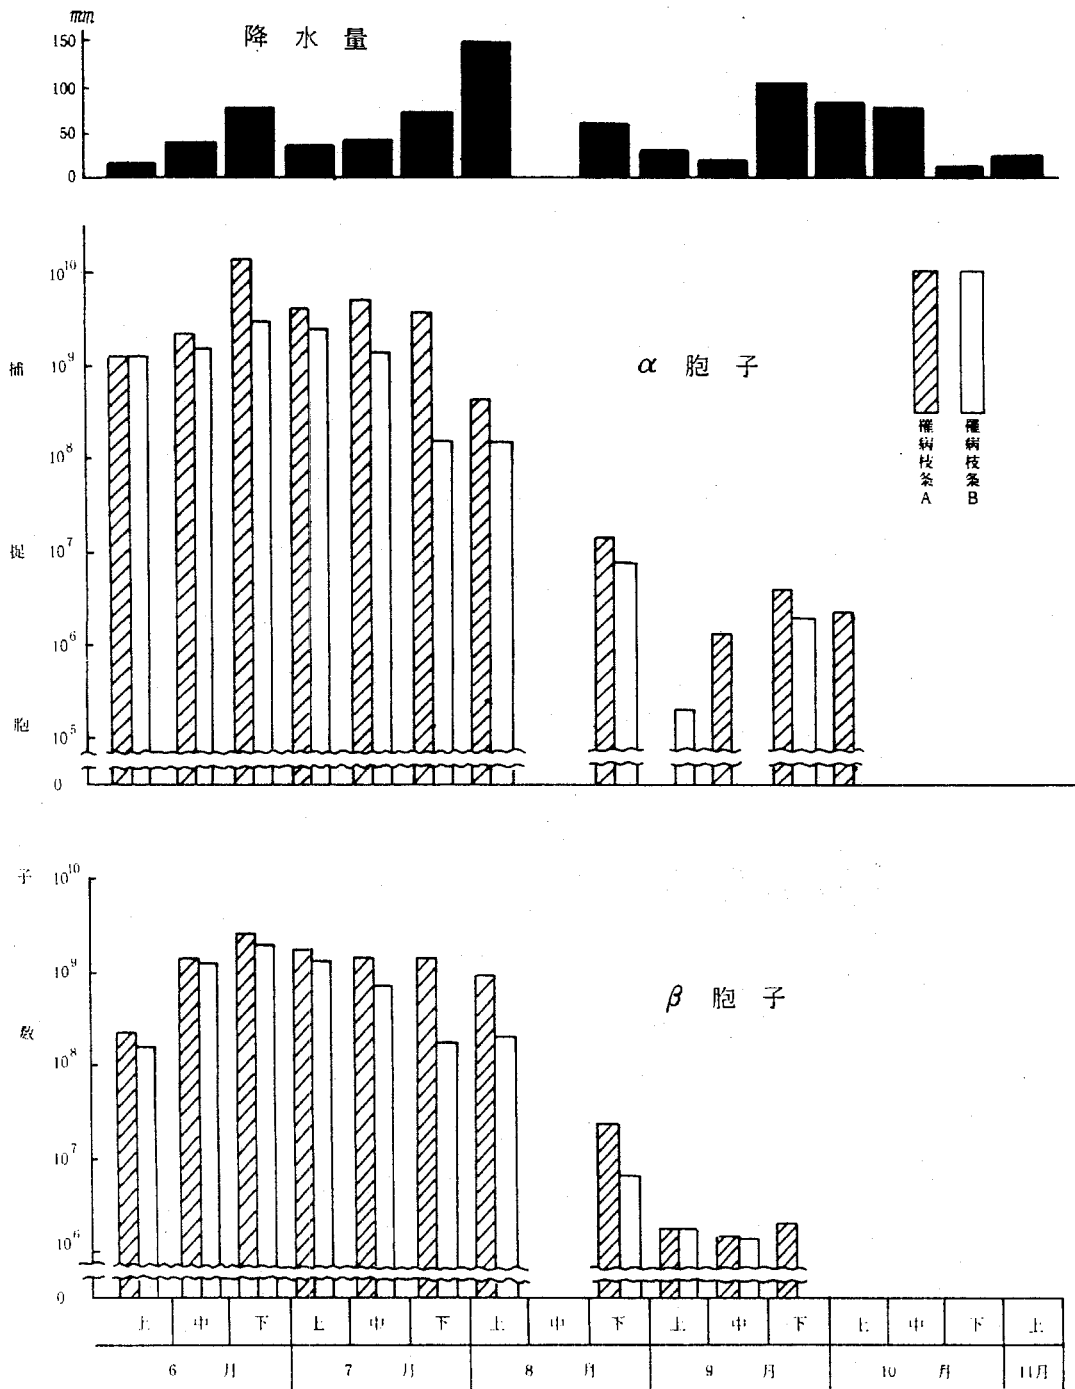 mm
降水量
150
100
50
0
10¹⁰
10⁹
10⁸
10⁷
10⁶
10⁵
0
α 胞子
罹病枝条A
罹病枝条B
捕捉胞子数
10¹⁰
10⁹
10⁸
10⁷
10⁶
0
β 胞子
上 中 下 上 中 下 上 中 下 上 中 下 上 中 下 上
6月 7月 8月 9月 10月 11月